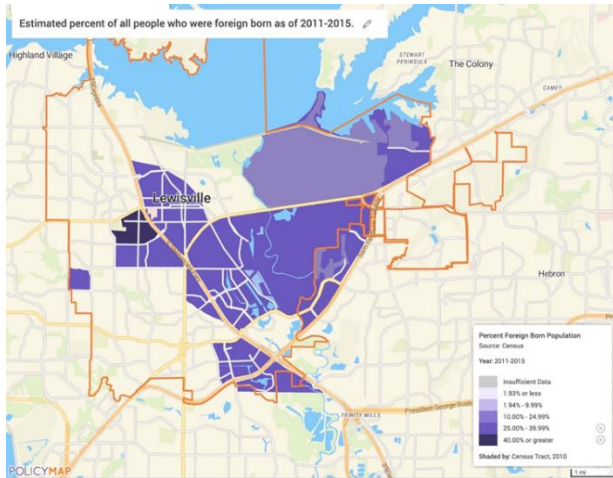 Estimated percent of all people who were foreign born as of 2011-2015.
Highland Village
STEWART
PENINSULA
The Colony
CAMEY
Lewisville
Hebron
TRINITY MILLS
President George Bush
Percent Foreign Born Population
Source: Census
Year: 2011-2015
Insufficient Data
1.93% or less
1.94% - 9.99%
10.00% - 24.99%
25.00% - 39.99%
40.00% or greater
Shaded by: Census Tract, 2010
POLICYMAP
1 mi